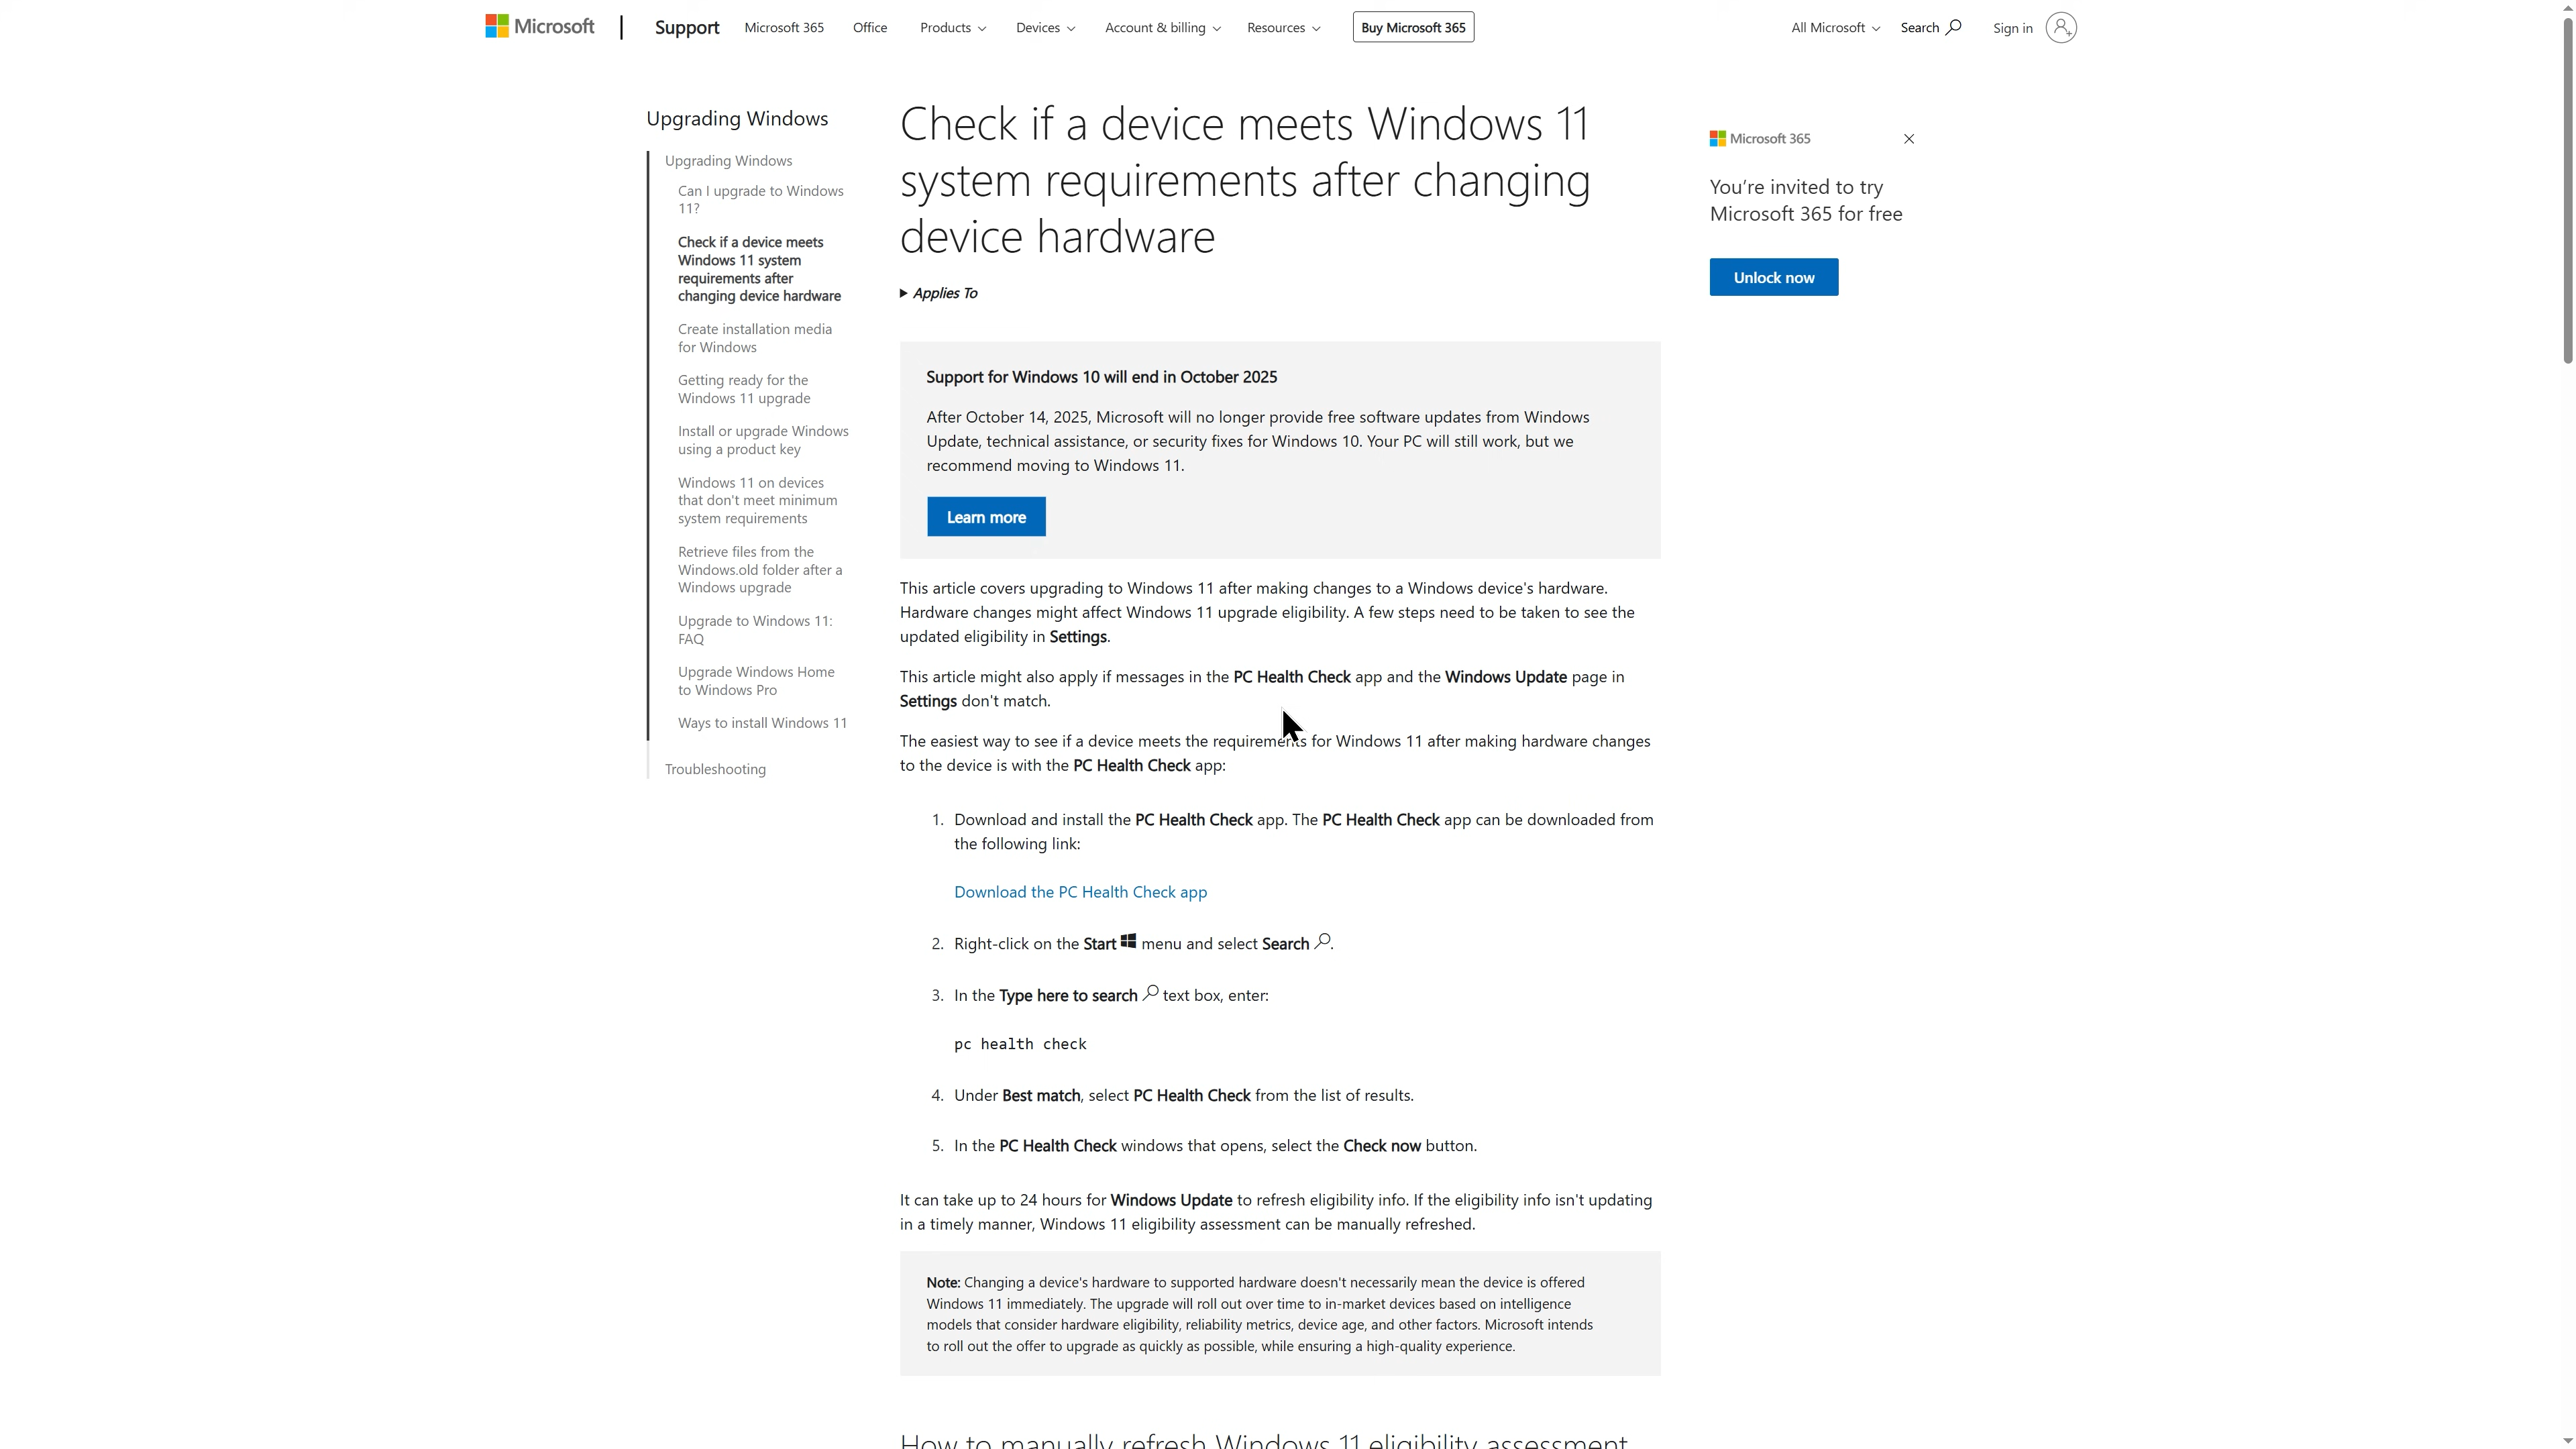 Microsoft
Support
Microsoft 365
Office
Products
Devices
Account & billing
Resources
Buy Microsoft 365
All Microsoft
Search
Sign in
Upgrading Windows
Upgrading Windows
Can I upgrade to Windows
11?
Check if a device meets
Windows 11 system
requirements after
changing device hardware
Create installation media
for Windows
Getting ready for the
Windows 11 upgrade
Install or upgrade Windows
using a product key
Windows 11 on devices
that don't meet minimum
system requirements
Retrieve files from the
Windows.old folder after a
Windows upgrade
Upgrade to Windows 11:
FAQ
Upgrade Windows Home
to Windows Pro
Ways to install Windows 11
Troubleshooting
Check if a device meets Windows 11
system requirements after changing
device hardware
Applies To
Support for Windows 10 will end in October 2025
After October 14, 2025, Microsoft will no longer provide free software updates from Windows
Update, technical assistance, or security fixes for Windows 10. Your PC will still work, but we
recommend moving to Windows 11.
Learn more
This article covers upgrading to Windows 11 after making changes to a Windows device's hardware.
Hardware changes might affect Windows 11 upgrade eligibility. A few steps need to be taken to see the
updated eligibility in Settings.
This article might also apply if messages in the PC Health Check app and the Windows Update page in
Settings don't match.
The easiest way to see if a device meets the requirements for Windows 11 after making hardware changes
to the device is with the PC Health Check app:
1. Download and install the PC Health Check app. The PC Health Check app can be downloaded from
the following link:
Download the PC Health Check app
2. Right-click on the Start menu and select Search .
3. In the Type here to search text box, enter:
pc health check
4. Under Best match, select PC Health Check from the list of results.
5. In the PC Health Check windows that opens, select the Check now button.
It can take up to 24 hours for Windows Update to refresh eligibility info. If the eligibility info isn't updating
in a timely manner, Windows 11 eligibility assessment can be manually refreshed.
Note: Changing a device's hardware to supported hardware doesn't necessarily mean the device is offered
Windows 11 immediately. The upgrade will roll out over time to in-market devices based on intelligence
models that consider hardware eligibility, reliability metrics, device age, and other factors. Microsoft intends
to roll out the offer to upgrade as quickly as possible, while ensuring a high-quality experience.
How to manually refresh Windows 11 eligibility assessment
Microsoft 365
You're invited to try
Microsoft 365 for free
Unlock now